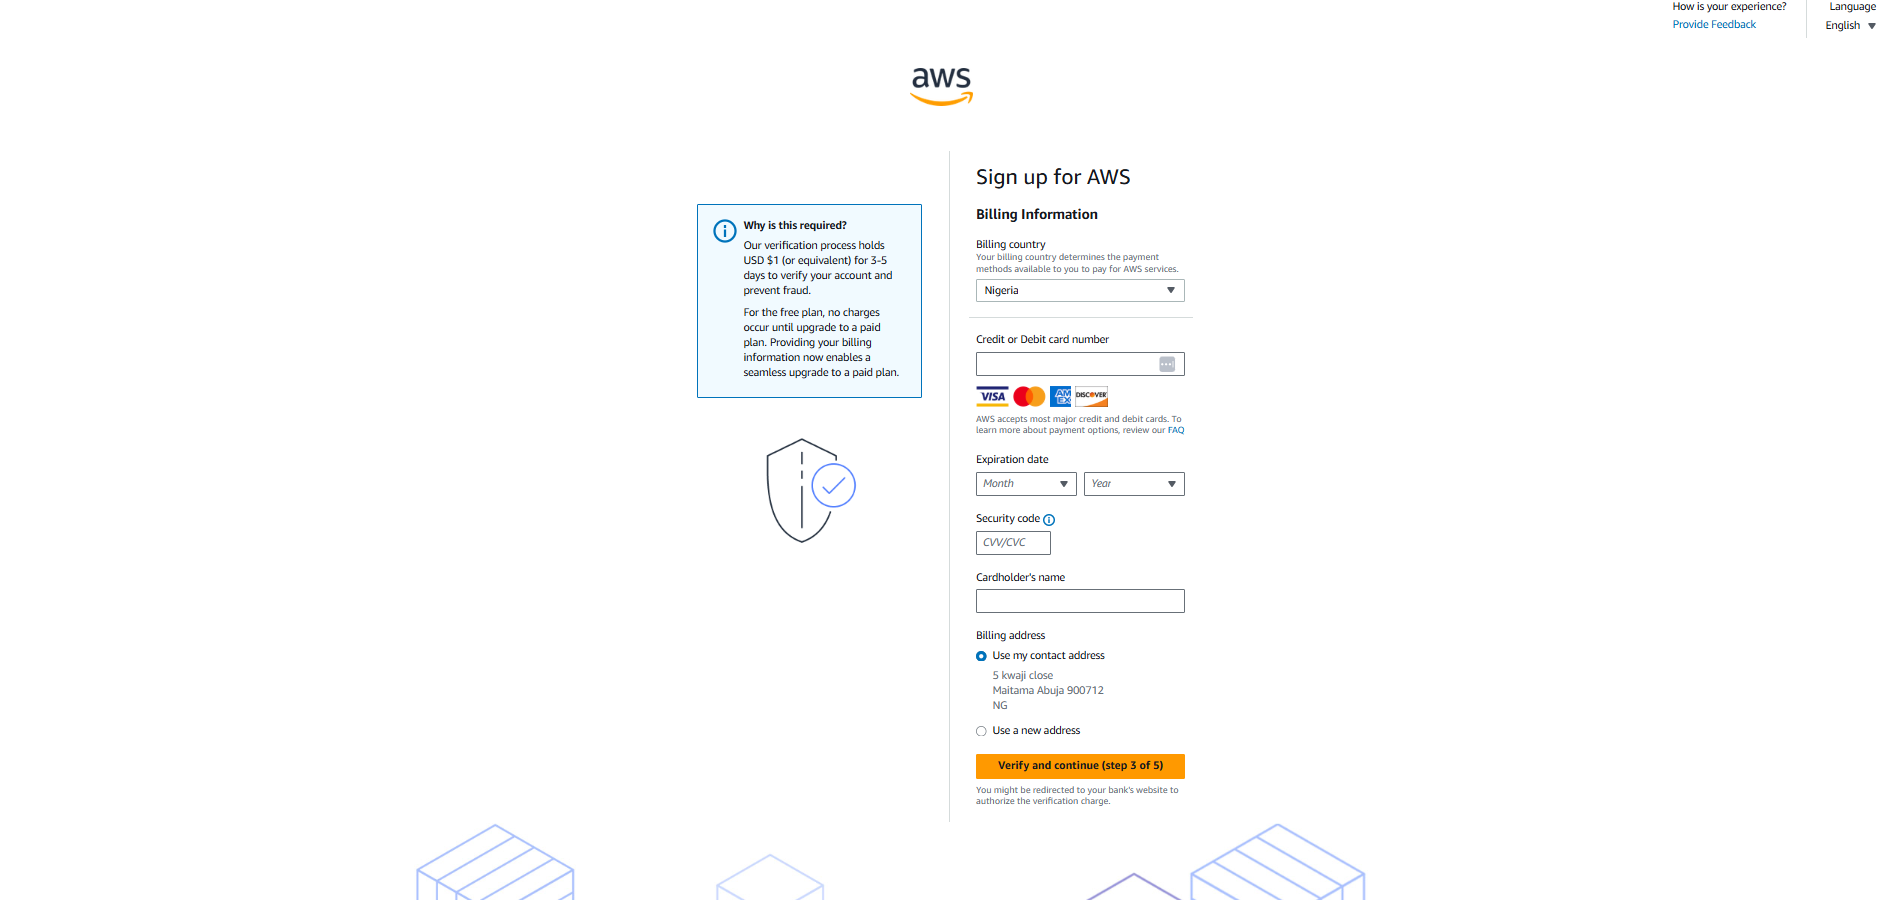 How is your experience?
Provide Feedback
Language
English
aws
Why is this required?
Our verification process holds
USD $1 (or equivalent) for 3-5
days to verify your account and
prevent fraud.
For the free plan, no charges
occur until upgrade to a paid
plan. Providing your billing
information now enables a
seamless upgrade to a paid plan.
Sign up for AWS
Billing Information
Billing country
Your billing country determines the payment
methods available to you to pay for AWS services.
Nigeria
Credit or Debit card number
VISA
AM
EX
DISCOVER
AWS accepts most major credit and debit cards. To
learn more about payment options, review our FAQ
Expiration date
Month
Year
Security code
CVV/CVC
Cardholder's name
Billing address
Use my contact address
5 kwaji close
Maitama Abuja 900712
NG
Use a new address
Verify and continue (step 3 of 5)
You might be redirected to your bank's website to
authorize the verification charge.